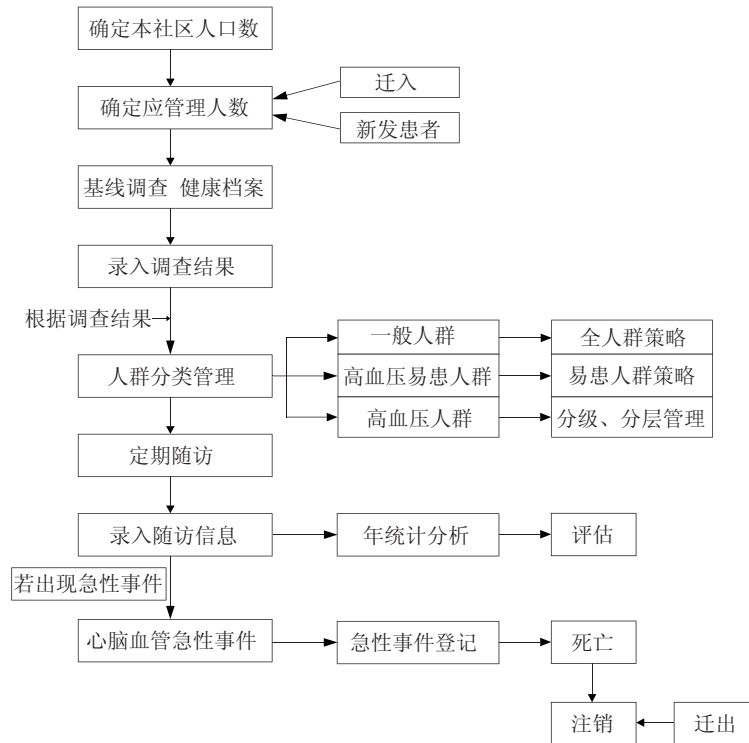 确定本社区人口数
迁入
确定应管理人数
新发患者
基线调查 健康档案
录入调查结果
根据调查结果
一般人群
全人群策略
人群分类管理
高血压易患人群
易患人群策略
高血压人群
分级、分层管理
定期随访
录入随访信息
年统计分析
评估
若出现急性事件
心脑血管急性事件
急性事件登记
死亡
注销
迁出